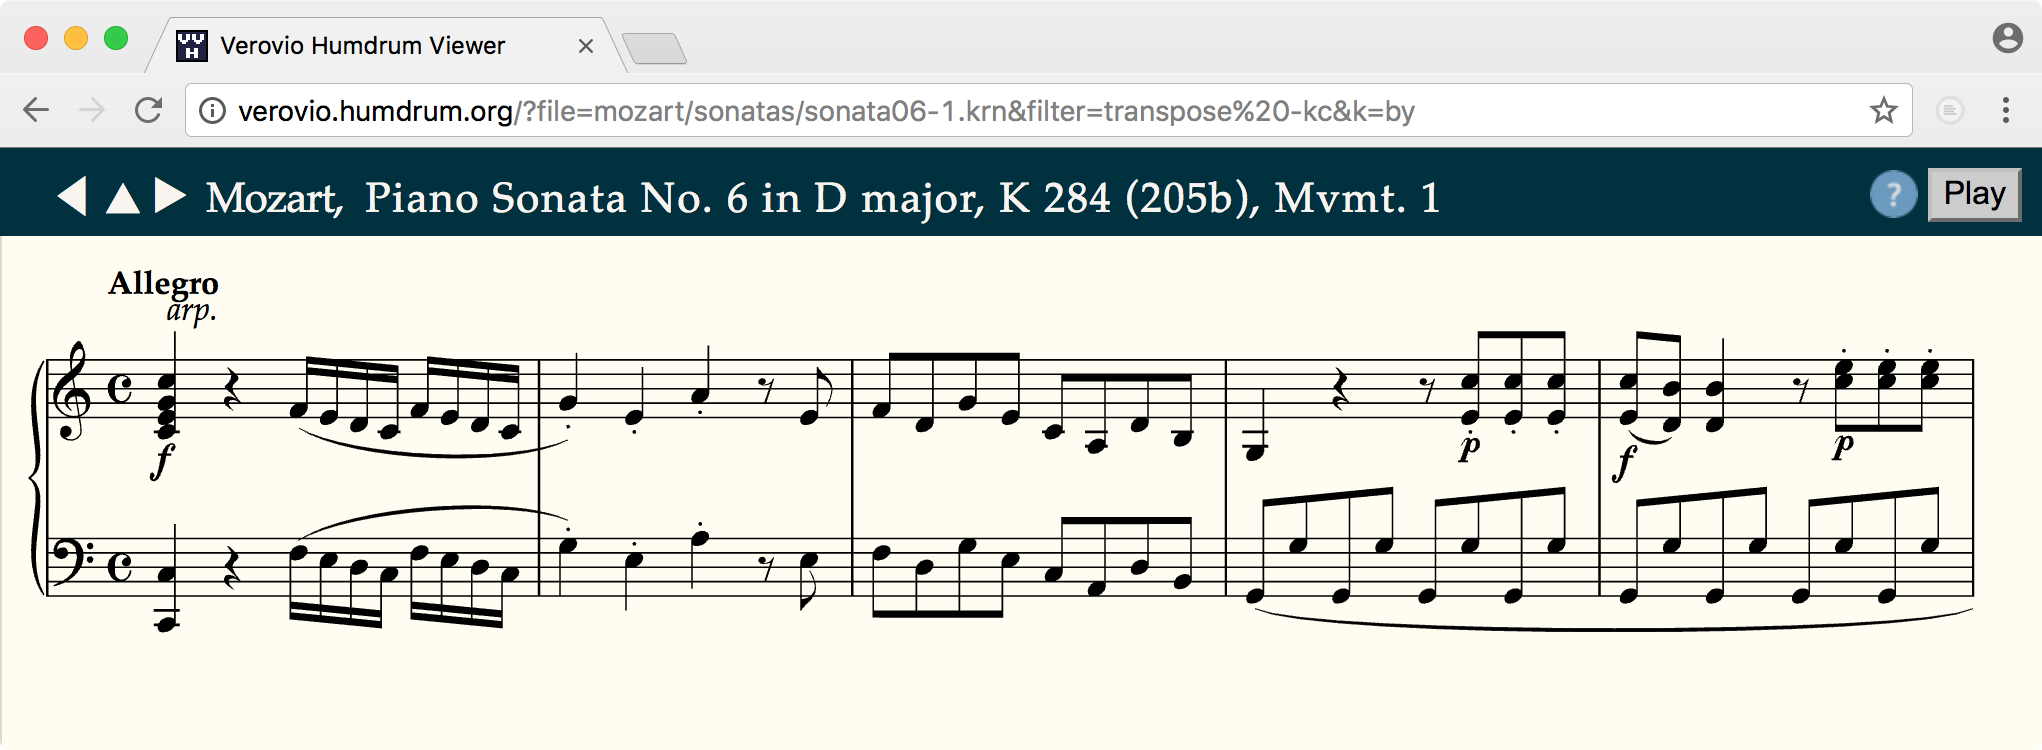 Verovio Humdrum Viewer
verovio.humdrum.org/?file=mozart/sonatas/sonata06-1.krn&filter=transpose%20-kc&k=by
Mozart, Piano Sonata No. 6 in D major, K 284 (205b), Mvmt. 1
? Play
Allegro
arp.
f
p
f
p